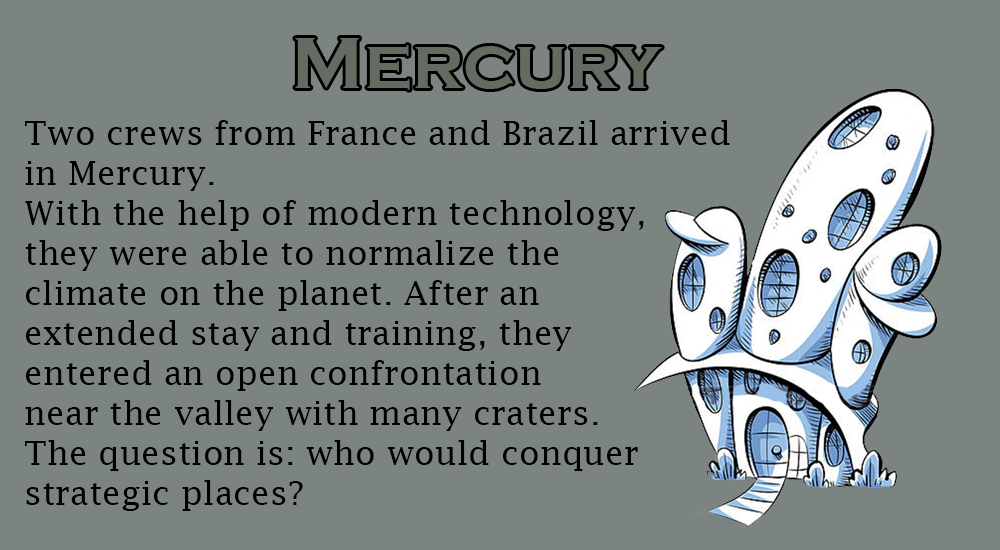 MERCURY
Two crews from France and Brazil arrived
in Mercury.
With the help of modern technology,
they were able to normalize the
climate on the planet. After an
extended stay and training, they
entered an open confrontation
near the valley with many craters.
The question is: who would conquer
strategic places?